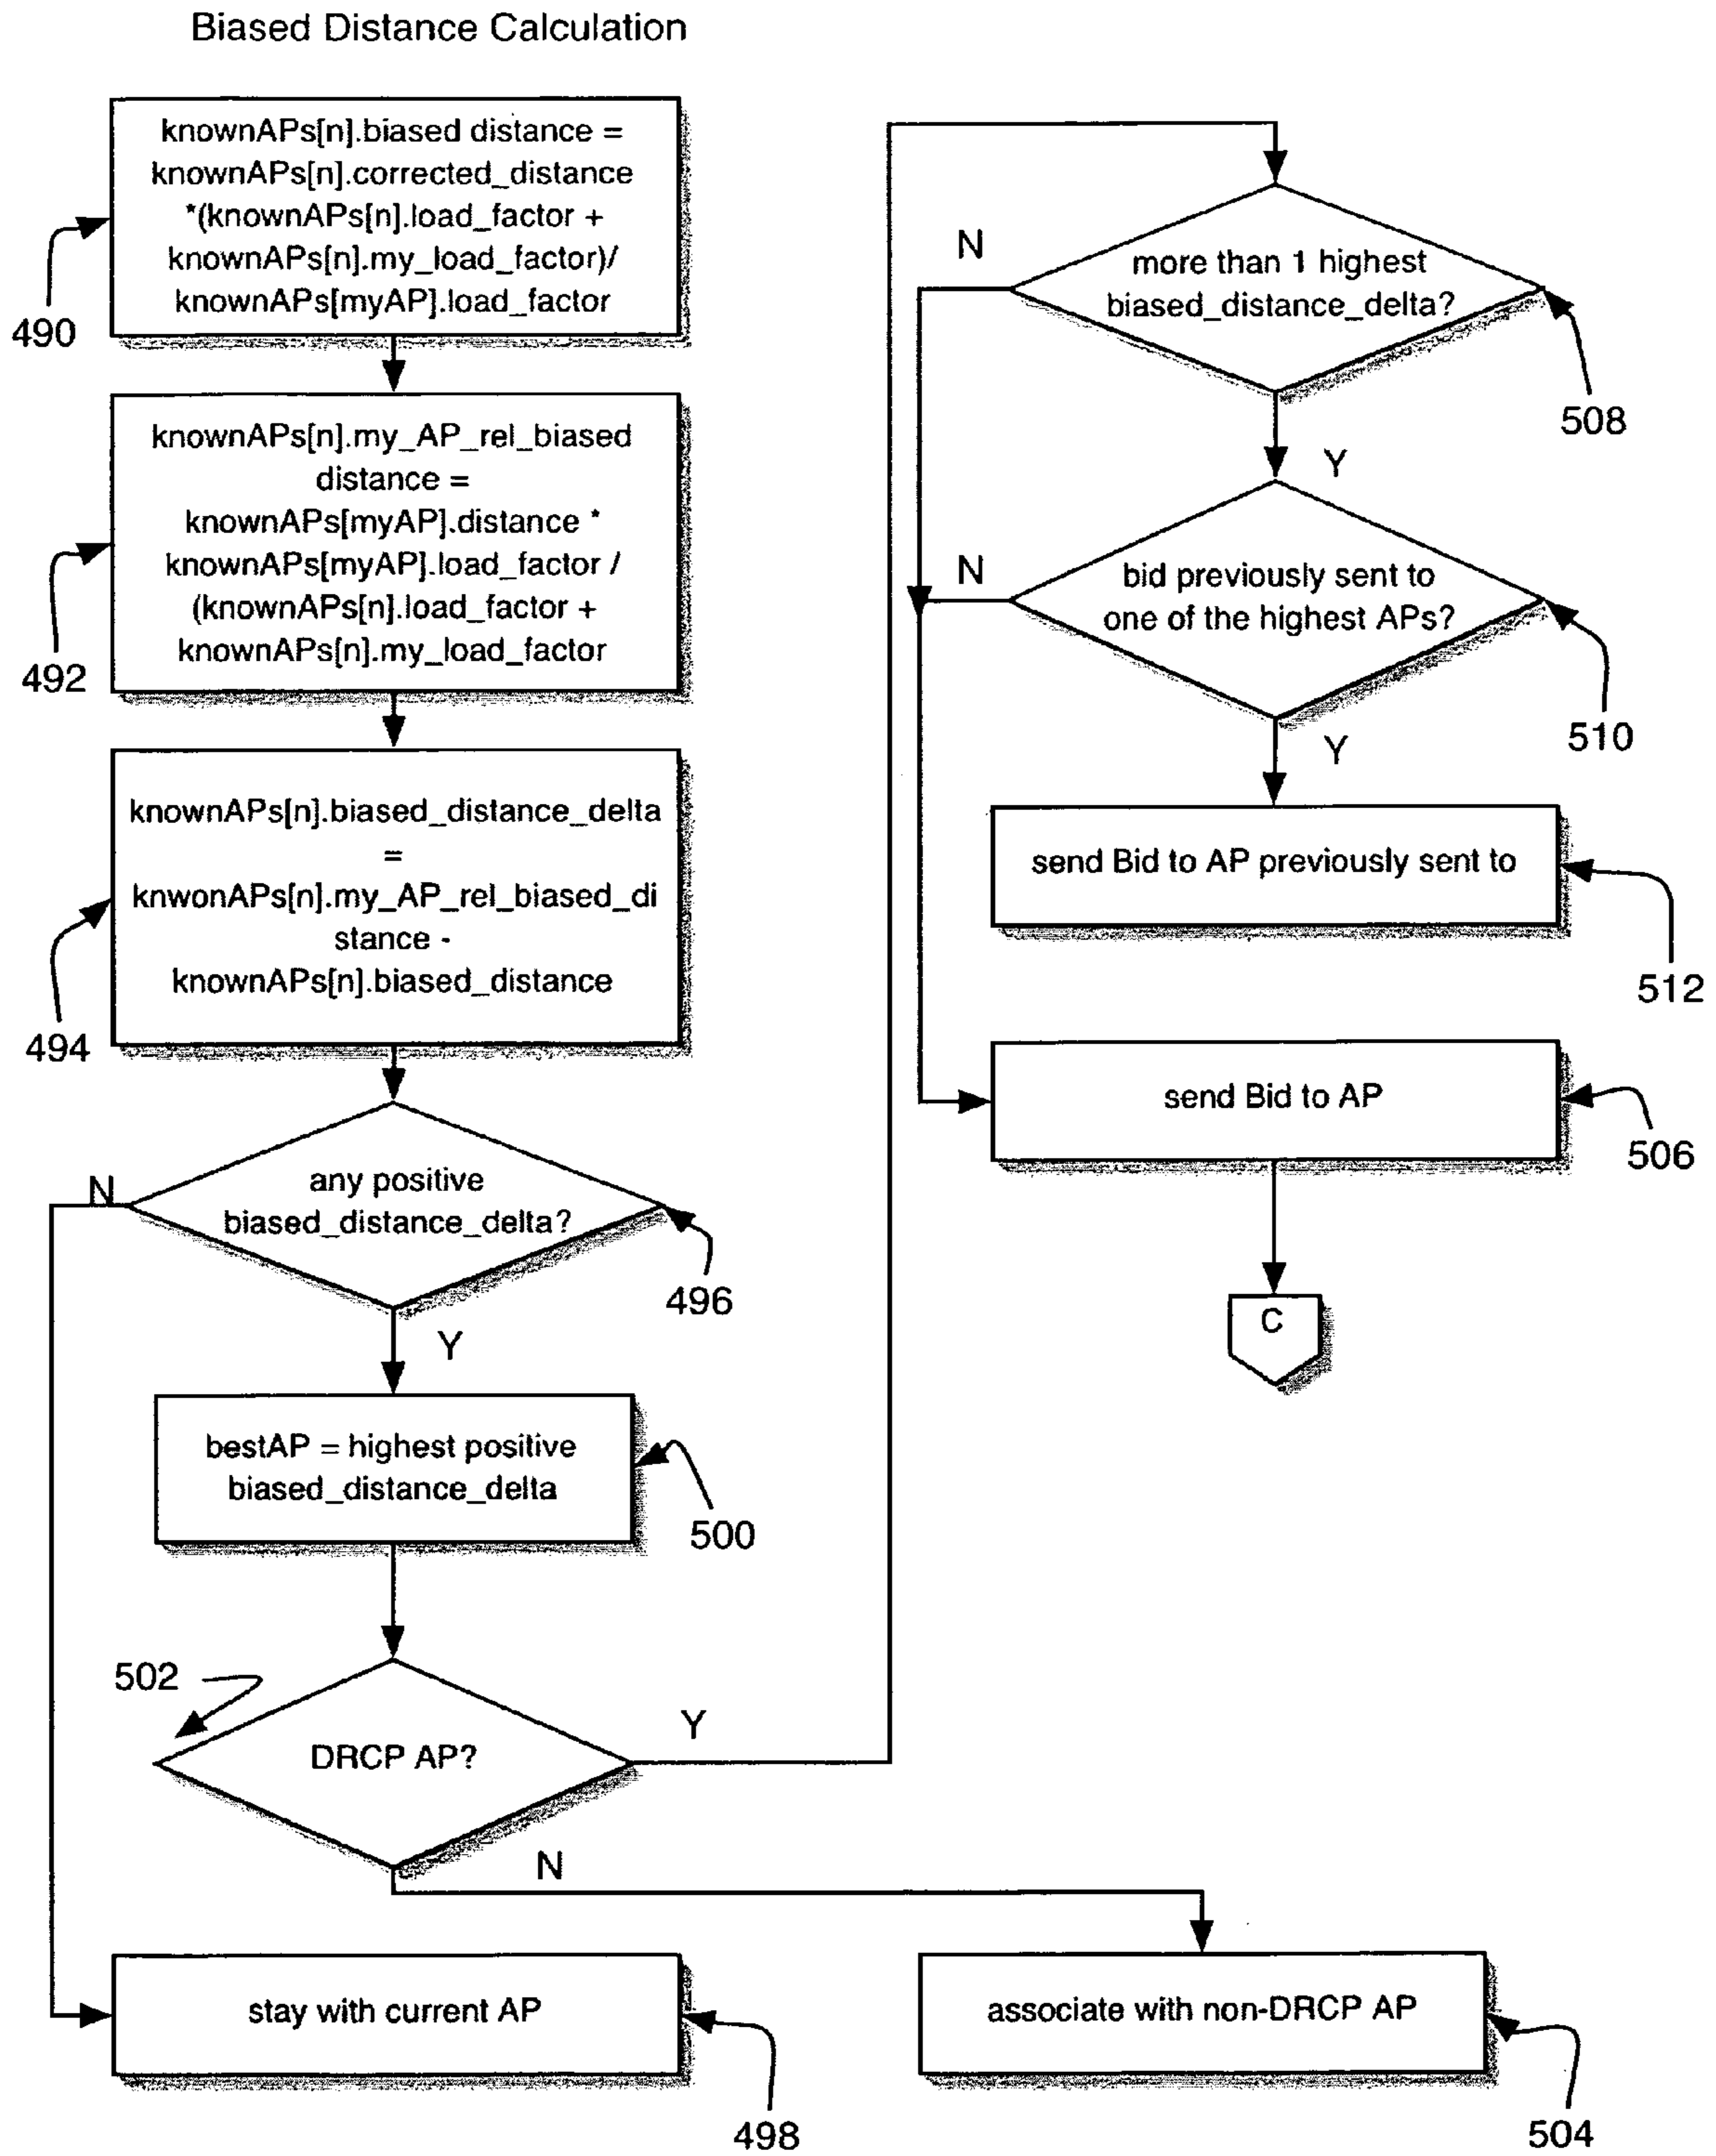 Biased Distance Calculation
knownAPs[n].biased distance =
knownAPs[n].corrected_distance
*(knownAPs[n].load_factor +
knownAPs[n].my_load_factor)/
knownAPs[myAP].load_factor
490
knownAPs[n].my_AP_rel_biased
distance =
knownAPs[myAP].distance *
knownAPs[myAP].load_factor /
(knownAPs[n].load_factor +
knownAPs[n].my_load_factor
492
knownAPs[n].biased_distance_delta
=
knwonAPs[n].my_AP_rel_biased_di
stance -
knownAPs[n].biased_distance
494
any positive
biased_distance_delta?
N
496
Y
bestAP = highest positive
biased_distance_delta
500
502
DRCP AP?
Y
N
stay with current AP
498
associate with non-DRCP AP
504
more than 1 highest
biased_distance_delta?
N
508
Y
bid previously sent to
one of the highest APs?
N
510
Y
send Bid to AP previously sent to
512
send Bid to AP
506
C